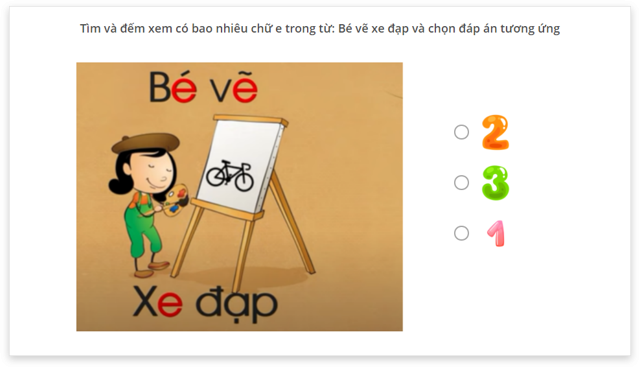 Tìm và đếm xem có bao nhiêu chữ e trong từ: Bé vẽ xe đạp và chọn đáp án tương ứng
Bé vẽ
Xe đạp
2
3
1